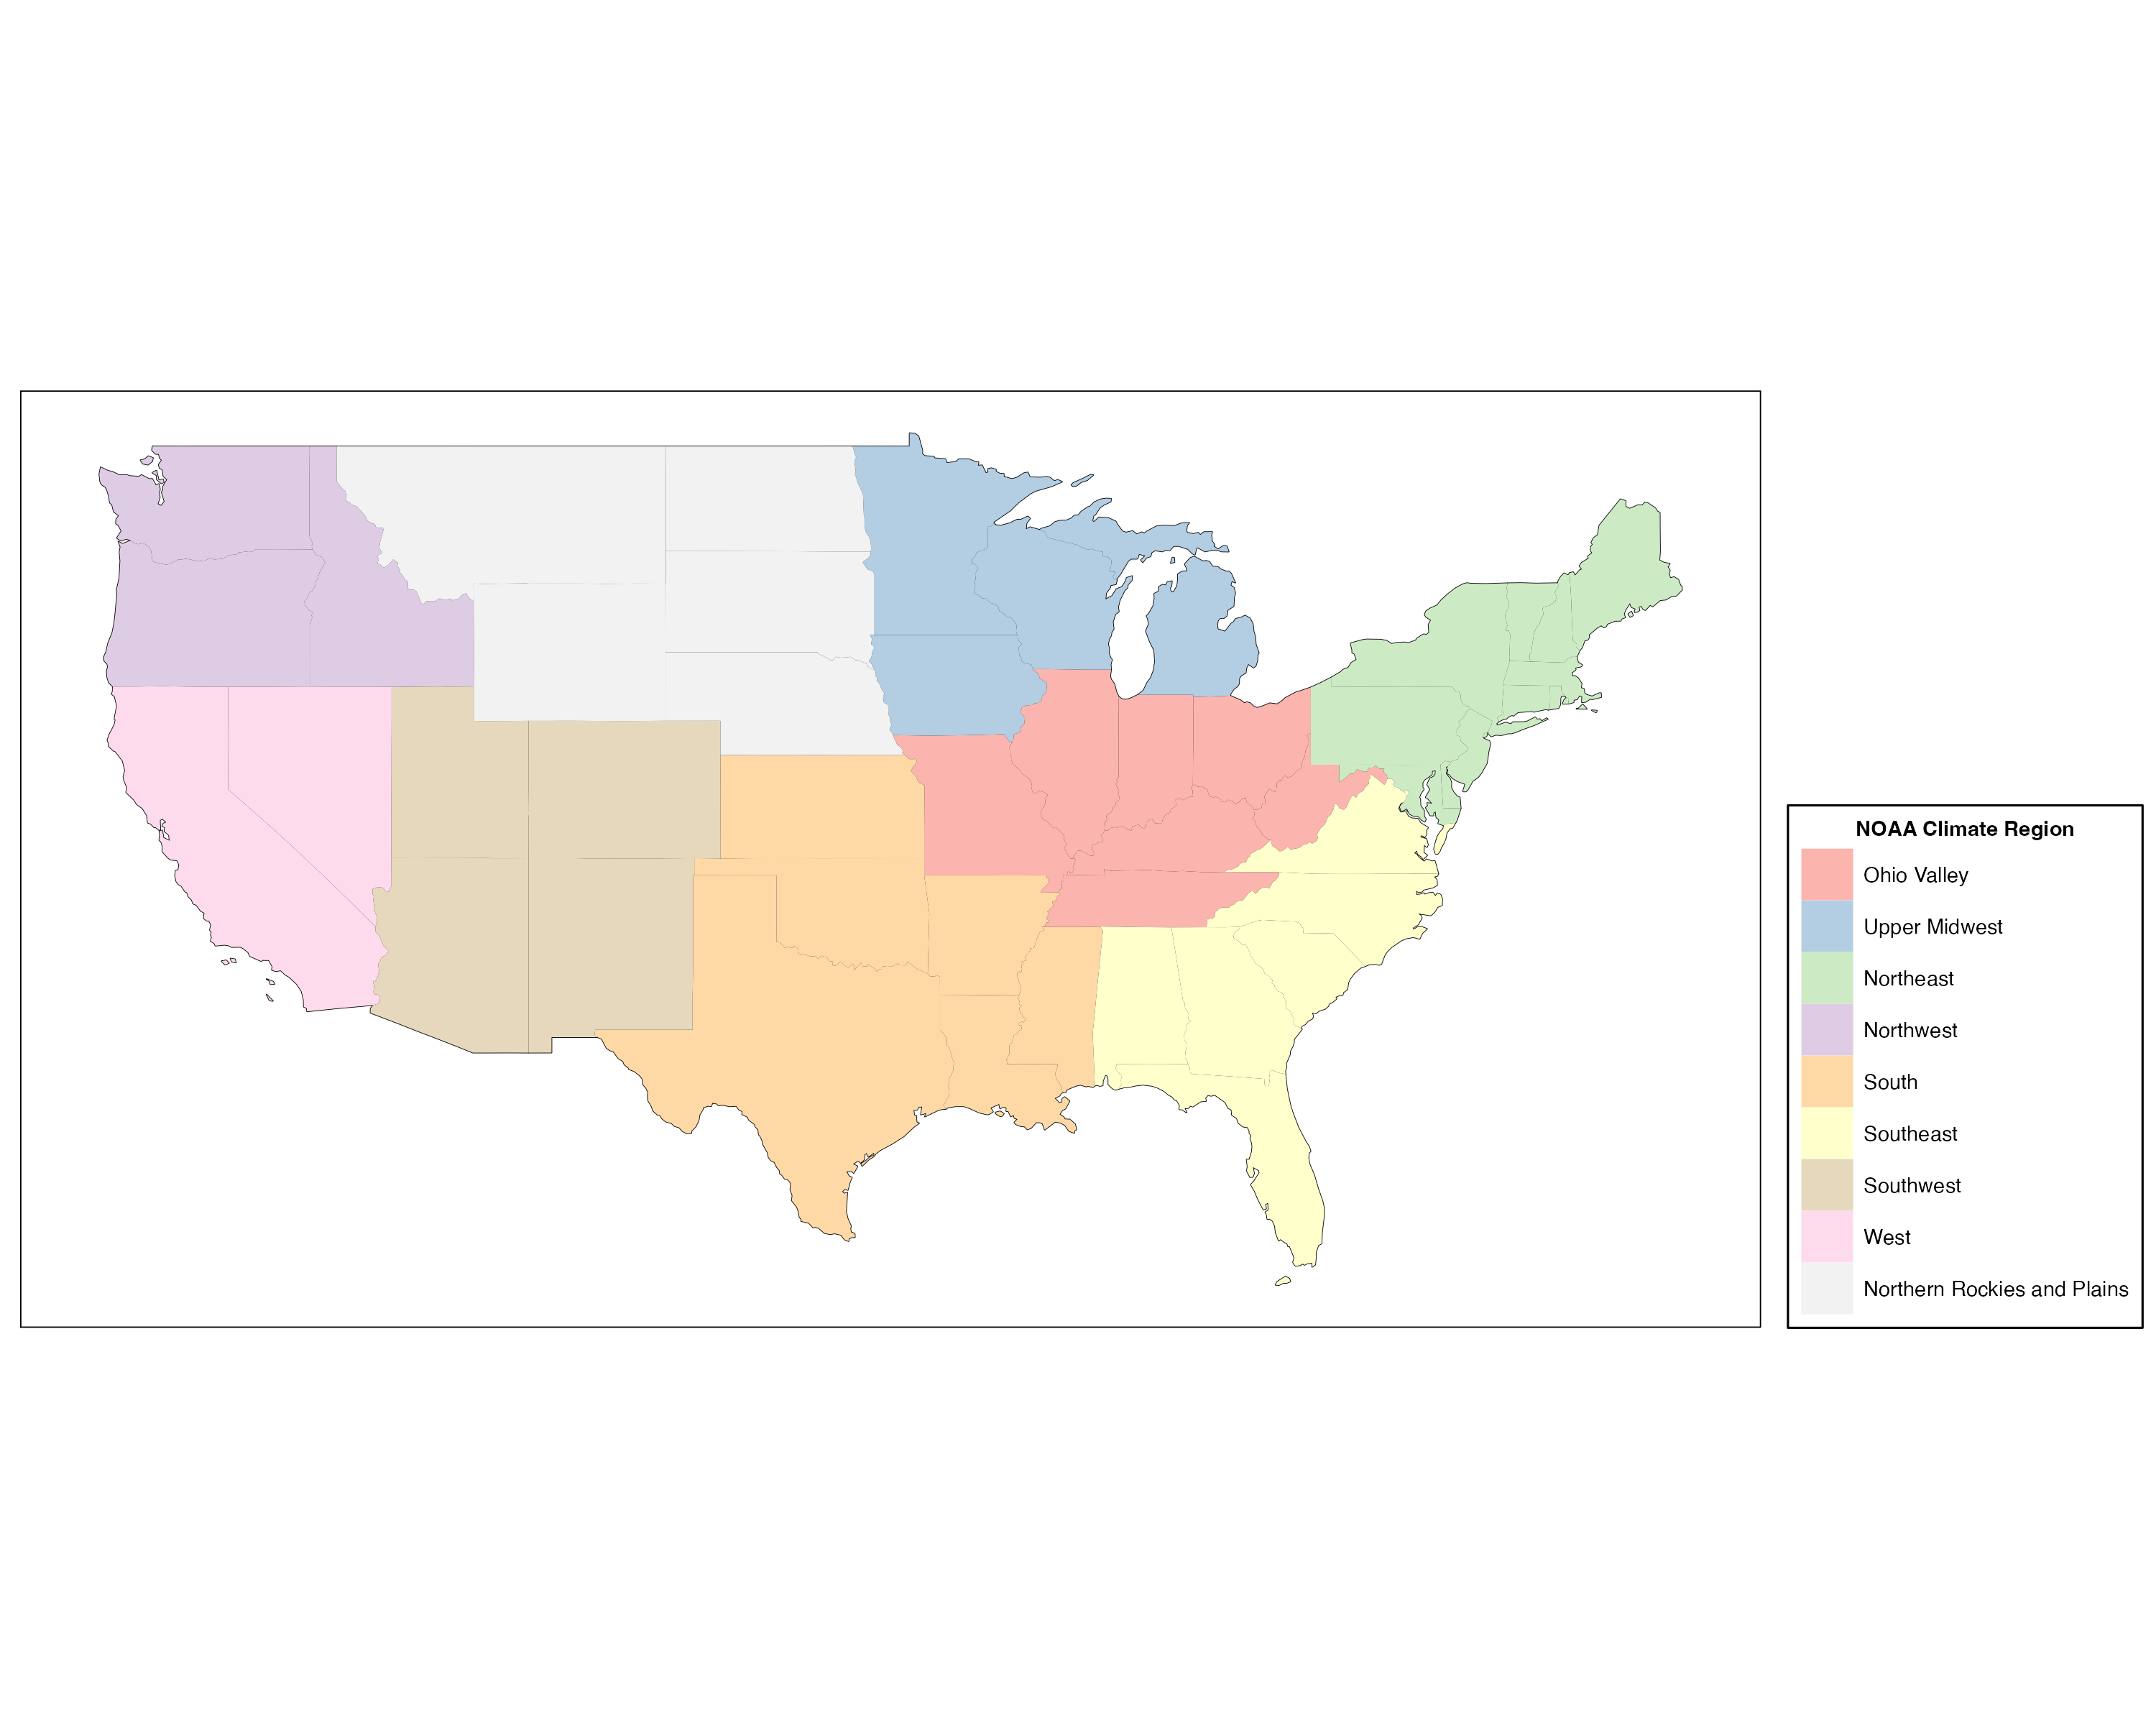 NOAA Climate Region
Ohio Valley
Upper Midwest
Northeast
Northwest
South
Southeast
Southwest
West
Northern Rockies and Plains